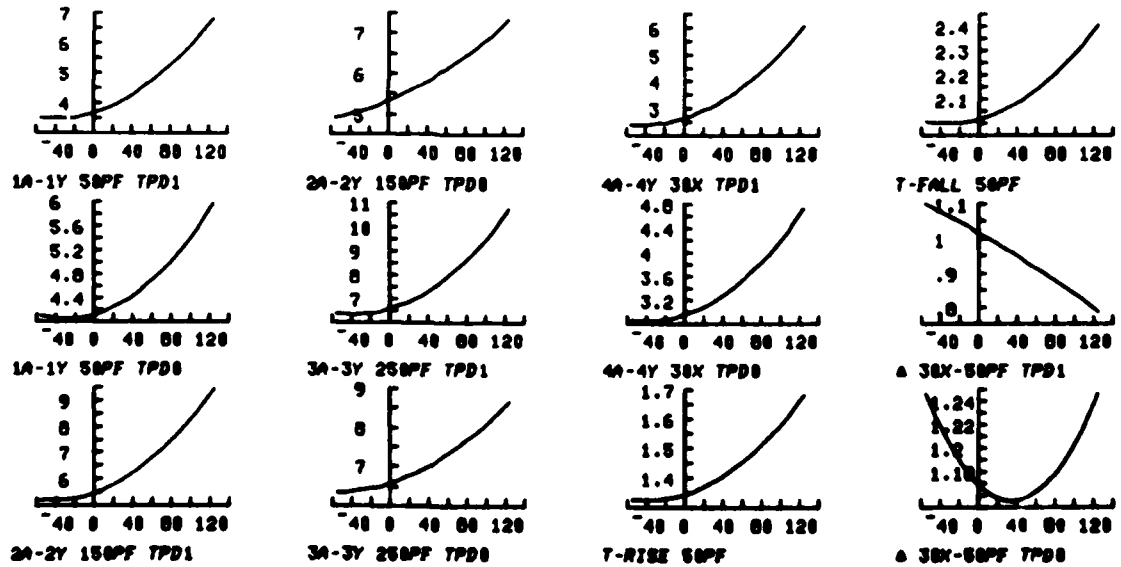 7
6
5
4
-40 0 40 80 120
1A-1Y 50PF TPD1
7
6
5
-40 0 40 80 120
2A-2Y 150PF TPD0
6
5
4
3
-40 0 40 80 120
4A-4Y 30X TPD1
2.4
2.3
2.2
2.1
-40 0 40 80 120
T-FALL 50PF
6
5.6
5.2
4.8
4.4
-40 0 40 80 120
1A-1Y 50PF TPD0
11
10
9
8
7
-40 0 40 80 120
3A-3Y 250PF TPD1
4.8
4.4
4
3.6
3.2
-40 0 40 80 120
4A-4Y 30X TPD0
1.1
1
.9
.8
-40 0 40 80 120
∆ 30X-50PF TPD1
9
8
7
6
-40 0 40 80 120
2A-2Y 150PF TPD1
9
8
7
-40 0 40 80 120
3A-3Y 250PF TPD0
1.7
1.6
1.5
1.4
-40 0 40 80 120
T-RISE 50PF
1.24
1.22
1.2
1.18
-40 0 40 80 120
∆ 30X-50PF TPD0